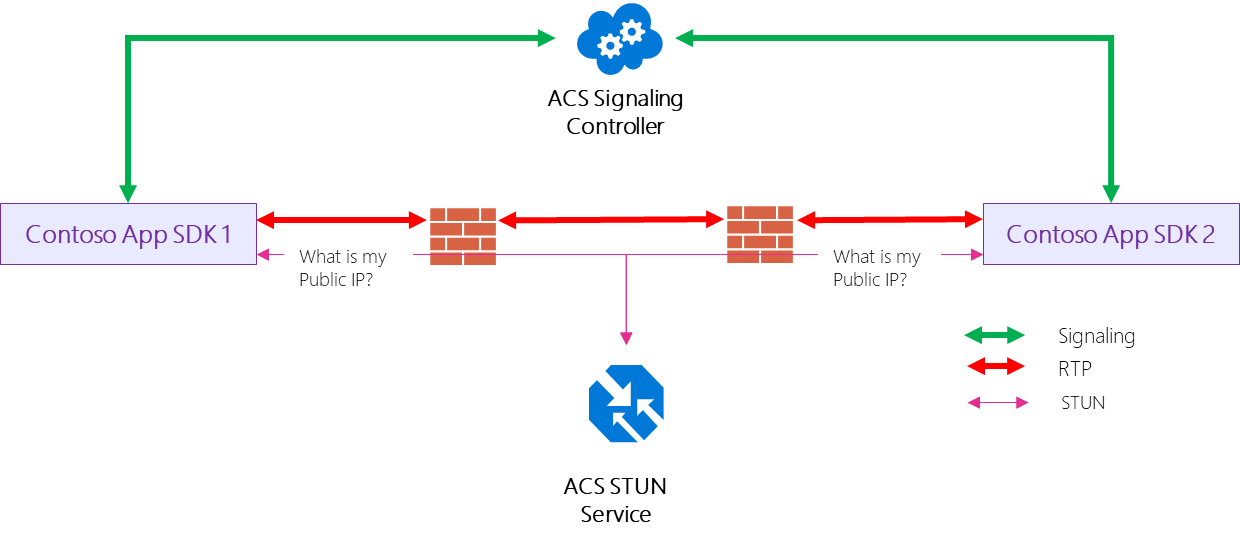 ACS Signaling
Controller
Contoso App SDK 1
Contoso App SDK 2
What is my
Public IP?
What is my
Public IP?
Signaling
RTP
STUN
ACS STUN
Service